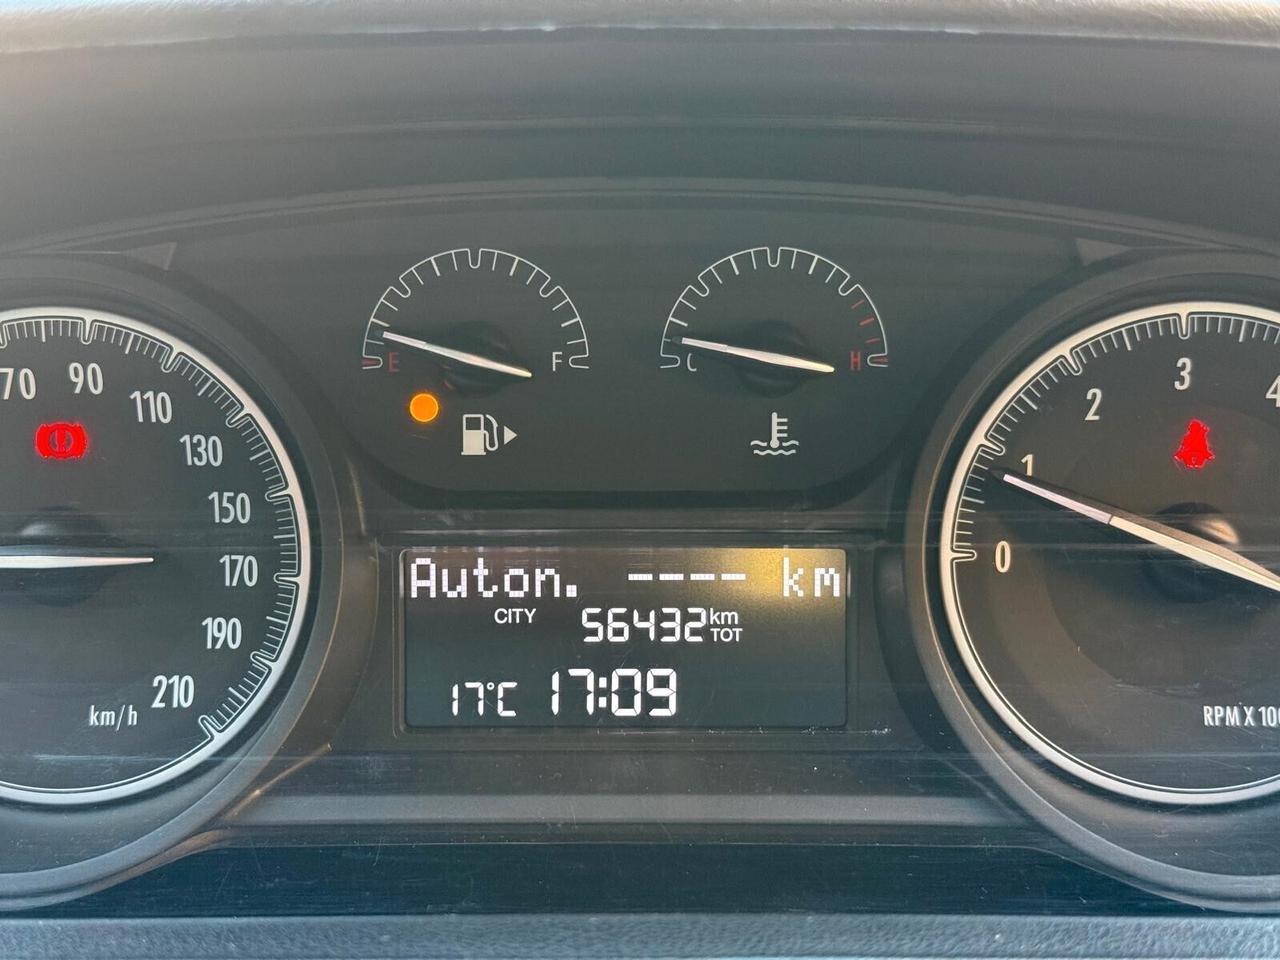 70
90
110
130
150
170
190
210
km/h
E
F
C
H
Auton. ---- km
CITY
56432 km TOT
17°C 17:09
0
1
2
3
4
RPM X 100